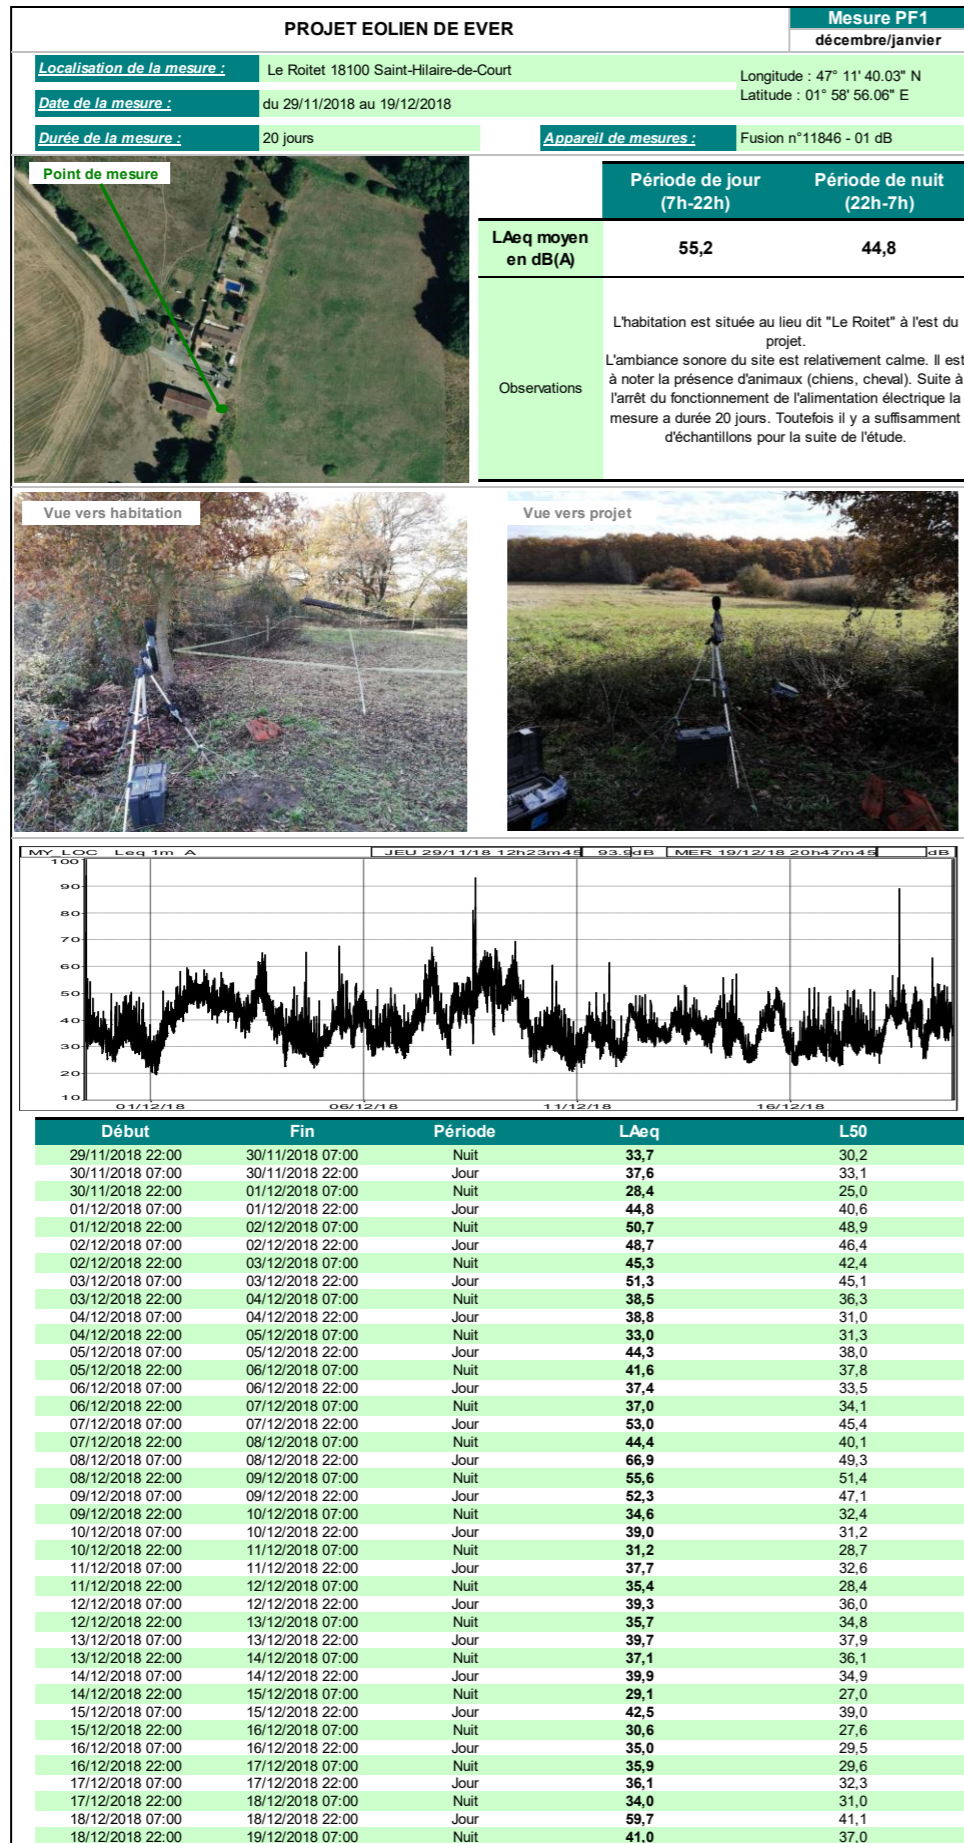 PROJET EOLIEN DE EVER
Mesure PF1
décembre/janvier
Localisation de la mesure :
Le Roitet 18100 Saint-Hilaire-de-Court
Longitude : 47° 11' 40.03" N
Latitude : 01° 58' 56.06" E
Date de la mesure :
du 29/11/2018 au 19/12/2018
Durée de la mesure :
20 jours
Appareil de mesures :
Fusion n°11846 - 01 dB
Point de mesure
Période de jour
(7h-22h)
Période de nuit
(22h-7h)
LAeq moyen
en dB(A)
55,2
44,8
Observations
L'habitation est située au lieu dit "Le Roitet" à l'est du
projet.
L'ambiance sonore du site est relativement calme. Il est
à noter la présence d'animaux (chiens, cheval). Suite à
l'arrêt du fonctionnement de l'alimentation électrique la
mesure a durée 20 jours. Toutefois il y a suffisamment
d'échantillons pour la suite de l'étude.
Vue vers habitation
Vue vers projet
MY_LOC Leq 1m A
JEU 29/11/18 12h23m45 93.9dB MER 19/12/18 20h47m45 dB
100
90
80
70
60
50
40
30
20
10
01/12/18 06/12/18 11/12/18 16/12/18
Début Fin Période LAeq L50
29/11/2018 22:00 30/11/2018 07:00 Nuit 33,7 30,2
30/11/2018 07:00 30/11/2018 22:00 Jour 37,6 33,1
30/11/2018 22:00 01/12/2018 07:00 Nuit 28,4 25,0
01/12/2018 07:00 01/12/2018 22:00 Jour 44,8 40,6
01/12/2018 22:00 02/12/2018 07:00 Nuit 50,7 48,9
02/12/2018 07:00 02/12/2018 22:00 Jour 48,7 46,4
02/12/2018 22:00 03/12/2018 07:00 Nuit 45,3 42,4
03/12/2018 07:00 03/12/2018 22:00 Jour 51,3 45,1
03/12/2018 22:00 04/12/2018 07:00 Nuit 38,5 36,3
04/12/2018 07:00 04/12/2018 22:00 Jour 38,8 31,0
04/12/2018 22:00 05/12/2018 07:00 Nuit 33,0 31,3
05/12/2018 07:00 05/12/2018 22:00 Jour 44,3 38,0
05/12/2018 22:00 06/12/2018 07:00 Nuit 41,6 37,8
06/12/2018 07:00 06/12/2018 22:00 Jour 37,4 33,5
06/12/2018 22:00 07/12/2018 07:00 Nuit 37,0 34,1
07/12/2018 07:00 07/12/2018 22:00 Jour 53,0 45,4
07/12/2018 22:00 08/12/2018 07:00 Nuit 44,4 40,1
08/12/2018 07:00 08/12/2018 22:00 Jour 66,9 49,3
08/12/2018 22:00 09/12/2018 07:00 Nuit 55,6 51,4
09/12/2018 07:00 09/12/2018 22:00 Jour 52,3 47,1
09/12/2018 22:00 10/12/2018 07:00 Nuit 34,6 32,4
10/12/2018 07:00 10/12/2018 22:00 Jour 39,0 31,2
10/12/2018 22:00 11/12/2018 07:00 Nuit 31,2 28,7
11/12/2018 07:00 11/12/2018 22:00 Jour 37,7 32,6
11/12/2018 22:00 12/12/2018 07:00 Nuit 35,4 28,4
12/12/2018 07:00 12/12/2018 22:00 Jour 39,3 36,0
12/12/2018 22:00 13/12/2018 07:00 Nuit 35,7 34,8
13/12/2018 07:00 13/12/2018 22:00 Jour 39,7 37,9
13/12/2018 22:00 14/12/2018 07:00 Nuit 37,1 36,1
14/12/2018 07:00 14/12/2018 22:00 Jour 39,9 34,9
14/12/2018 22:00 15/12/2018 07:00 Nuit 29,1 27,0
15/12/2018 07:00 15/12/2018 22:00 Jour 42,5 39,0
15/12/2018 22:00 16/12/2018 07:00 Nuit 30,6 27,6
16/12/2018 07:00 16/12/2018 22:00 Jour 35,0 29,5
16/12/2018 22:00 17/12/2018 07:00 Nuit 35,9 29,6
17/12/2018 07:00 17/12/2018 22:00 Jour 36,1 32,3
17/12/2018 22:00 18/12/2018 07:00 Nuit 34,0 31,0
18/12/2018 07:00 18/12/2018 22:00 Jour 59,7 41,1
18/12/2018 22:00 19/12/2018 07:00 Nuit 41,0 37,0